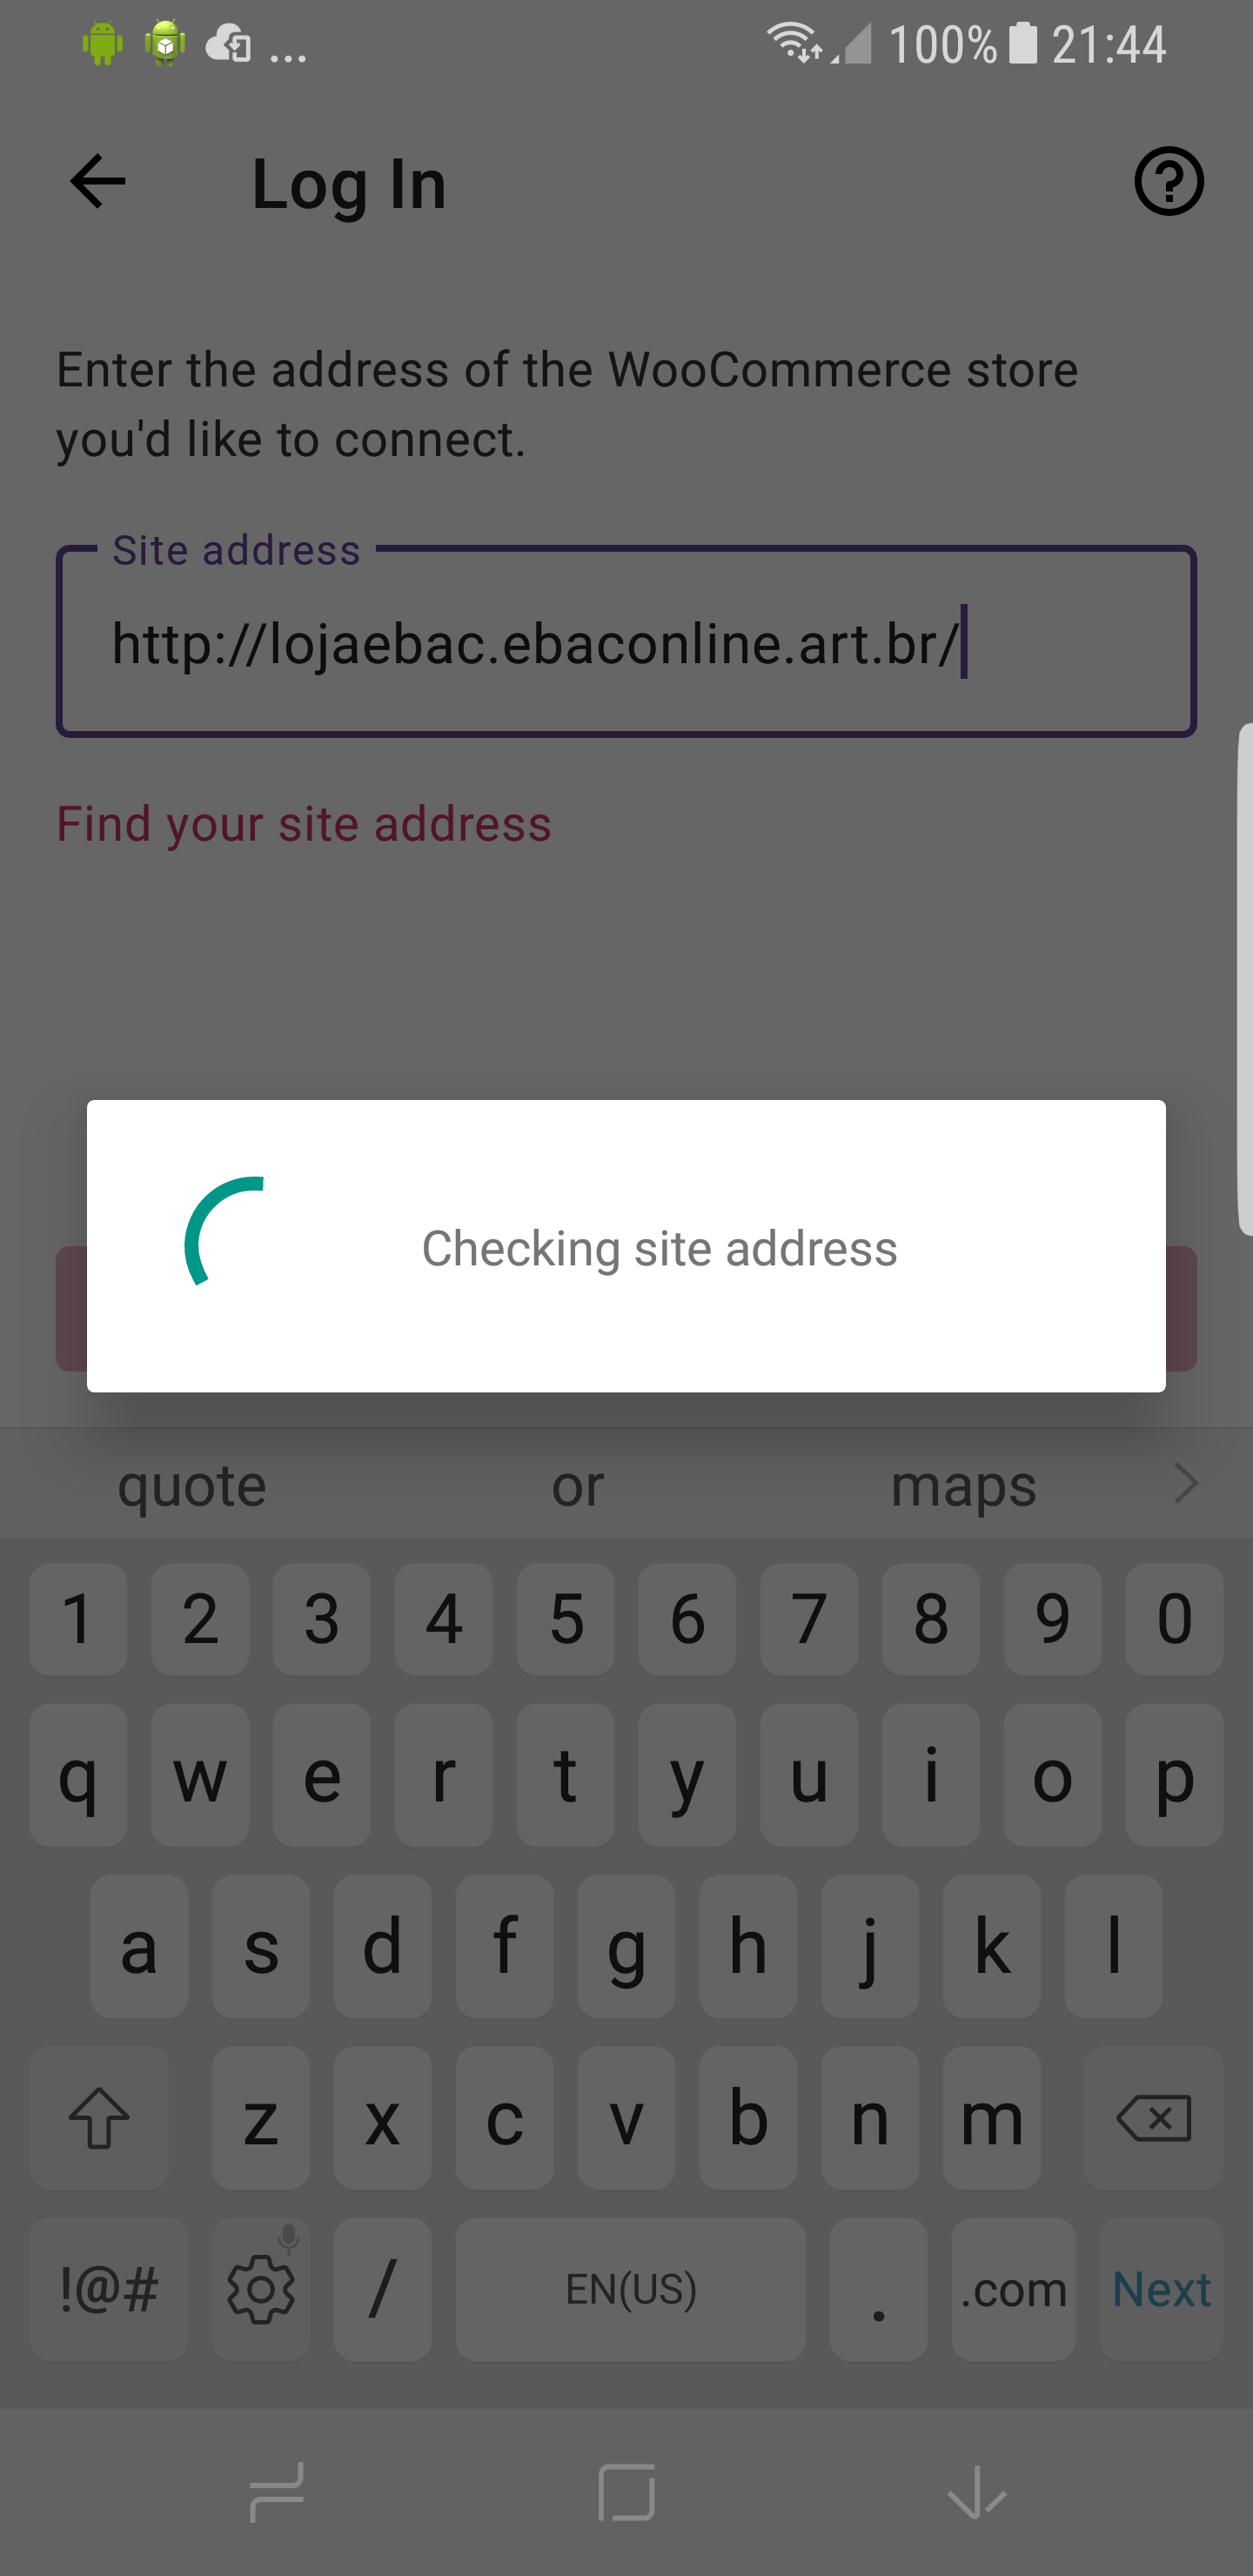 ... 100% 21:44
Log In
Enter the address of the WooCommerce store
you'd like to connect.
Site address
http://lojaebac.ebaconline.art.br/
Find your site address
Checking site address
quote or maps
1 2 3 4 5 6 7 8 9 0
q w e r t y u i o p
a s d f g h j k l
z x c v b n m
!@# / EN(US) . .com Next